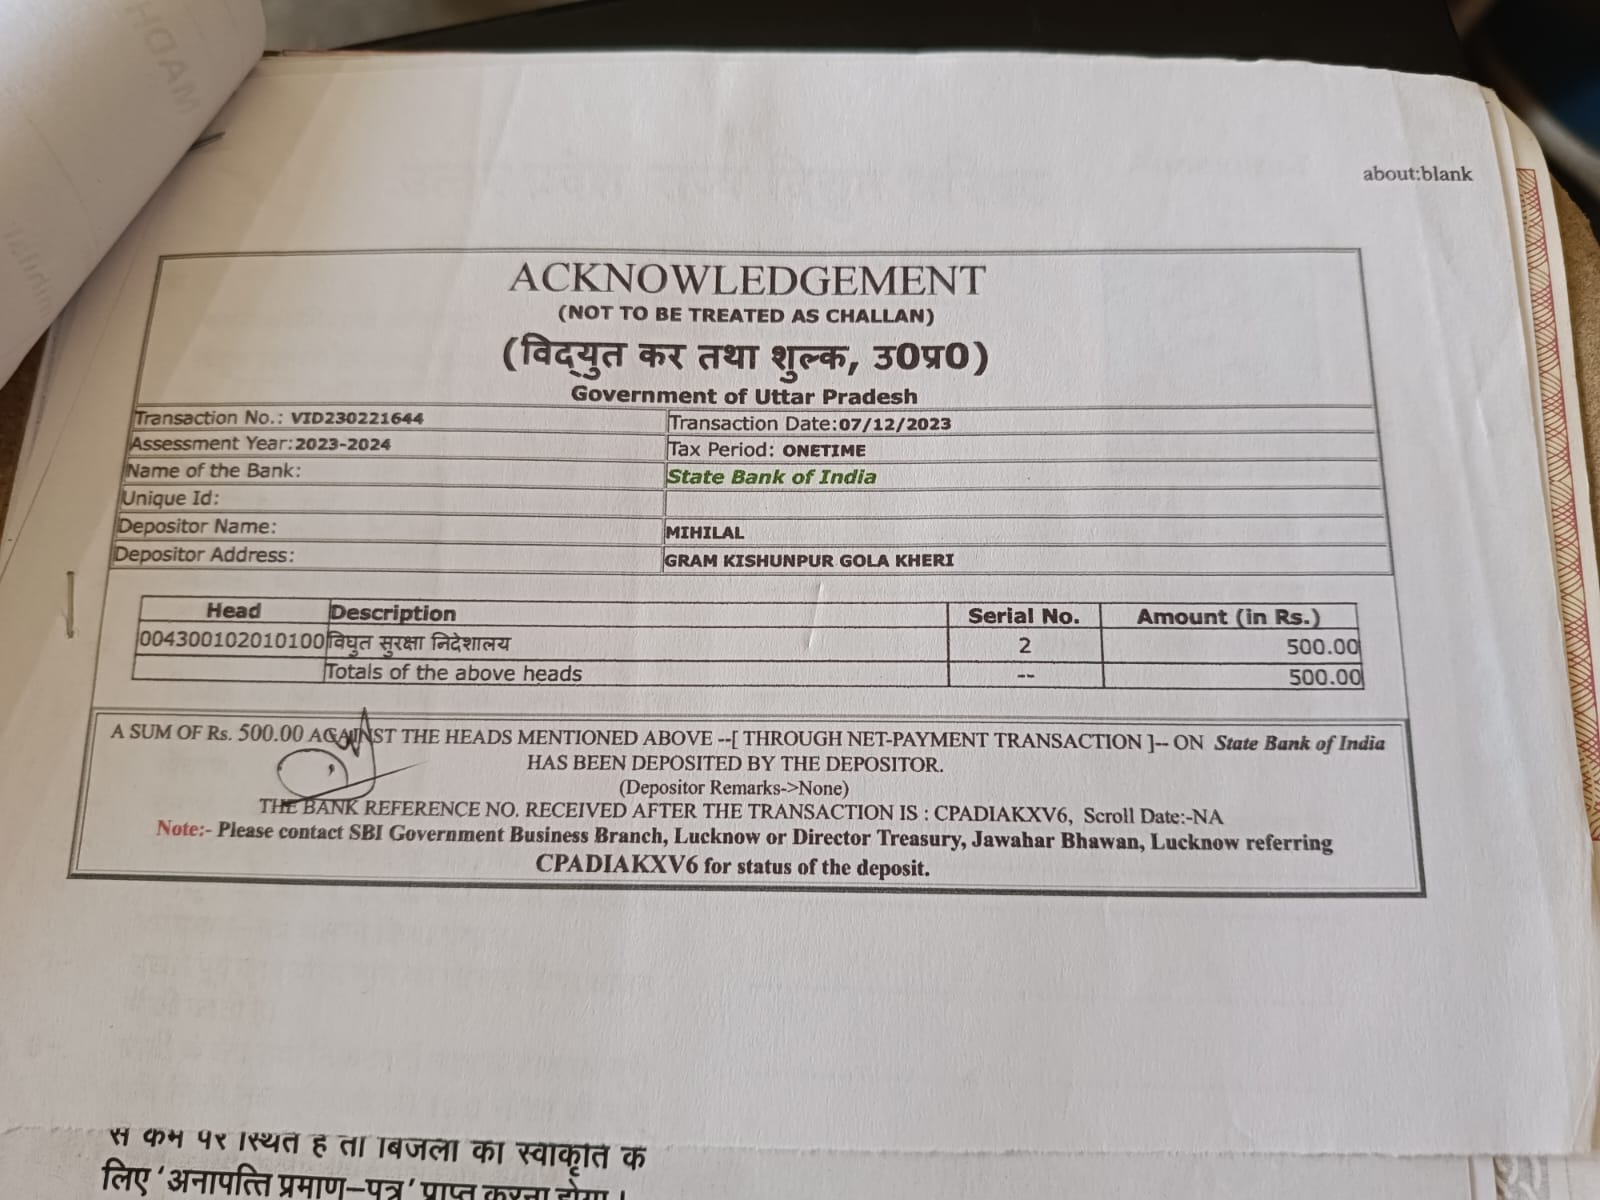 about:blank
ACKNOWLEDGEMENT
(NOT TO BE TREATED AS CHALLAN)
(विद्युत कर तथा शुल्क, उ0प्र0)
Government of Uttar Pradesh
Transaction No.: VID230221644 Transaction Date:07/12/2023
Assessment Year:2023-2024 Tax Period: ONETIME
Name of the Bank: State Bank of India
Unique Id:
Depositor Name: MIHILAL
Depositor Address: GRAM KISHUNPUR GOLA KHERI
Head Description Serial No. Amount (in Rs.)
004300102010100 विघुत सुरक्षा निदेशालय 2 500.00
Totals of the above heads -- 500.00
A SUM OF Rs. 500.00 AGAINST THE HEADS MENTIONED ABOVE --[ THROUGH NET-PAYMENT TRANSACTION ]-- ON State Bank of India
HAS BEEN DEPOSITED BY THE DEPOSITOR.
(Depositor Remarks->None)
THE BANK REFERENCE NO. RECEIVED AFTER THE TRANSACTION IS : CPADIAKXV6, Scroll Date:-NA
Note:- Please contact SBI Government Business Branch, Lucknow or Director Treasury, Jawahar Bhawan, Lucknow referring
CPADIAKXV6 for status of the deposit.
से कम पर स्थित है तो बिजली की स्वीकृति के
लिए 'अनापत्ति प्रमाण-पत्र' प्राप्त करना होगा।